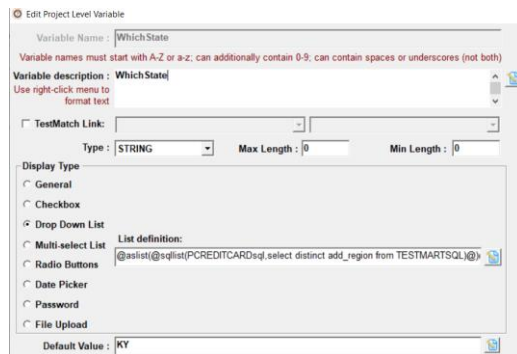 Edit Project Level Variable
Variable Name : WhichState
Variable names must start with A-Z or a-z; can additionally contain 0-9; can contain spaces or underscores (not both)
Variable description : WhichState
Use right-click menu to
format text
TestMatch Link:
Type : STRING Max Length : 0 Min Length : 0
Display Type
General
Checkbox
Drop Down List
Multi-select List
List definition:
@aslist(@sqllist(PCREDITCARDsql,select distinct add_region from TESTMARTSQL)@)
Radio Buttons
Date Picker
Password
File Upload
Default Value : KY